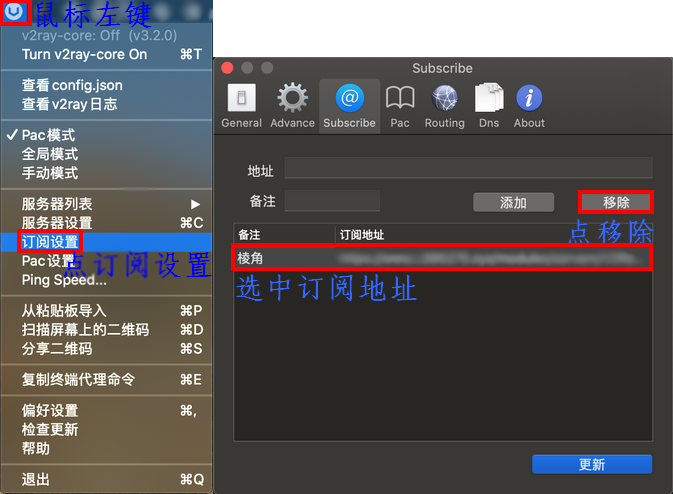 鼠标左键
v2ray-core: Off (v3.2.0)
Turn v2ray-core On ⌘T
查看config.json
查看v2ray日志
✓ Pac模式
全局模式
手动模式
服务器列表 ▶
服务器设置 ⌘C
订阅设置
Pac设置
点订阅设置
Ping Speed...
从粘贴板导入 ⌘P
扫描屏幕上的二维码 ⌘D
分享二维码 ⌘S
复制终端代理命令 ⌘E
偏好设置 ⌘,
检查更新
帮助
退出 ⌘Q
Subscribe
General Advance Subscribe Pac Routing Dns About
地址
备注 添加 移除
点移除
备注 订阅地址
棱角
选中订阅地址
更新